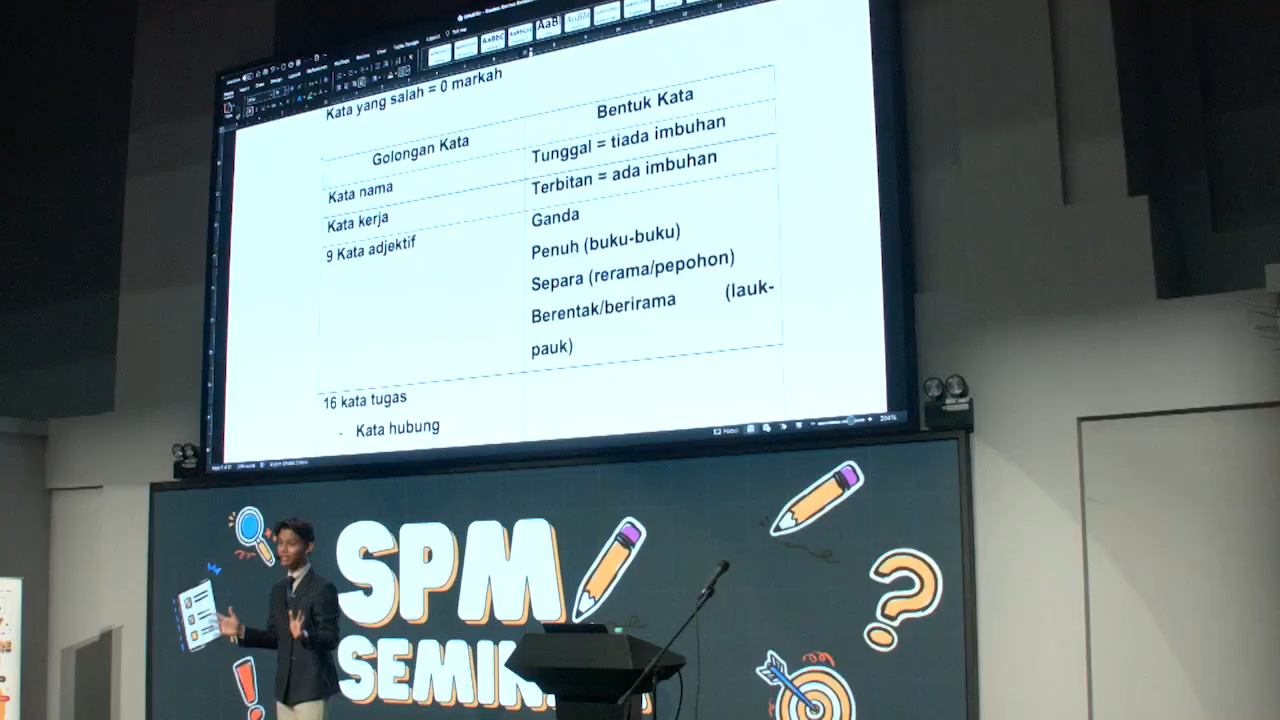 Kata yang salah = 0 markah
Golongan Kata
Bentuk Kata
Kata nama
Tunggal = tiada imbuhan
Kata kerja
Terbitan = ada imbuhan
9 Kata adjektif
Ganda
Penuh (buku-buku)
Separa (rerama/pepohon)
Berentak/berirama (lauk-
pauk)
16 kata tugas
- Kata hubung
Focus
204%
SPM
SEMIN